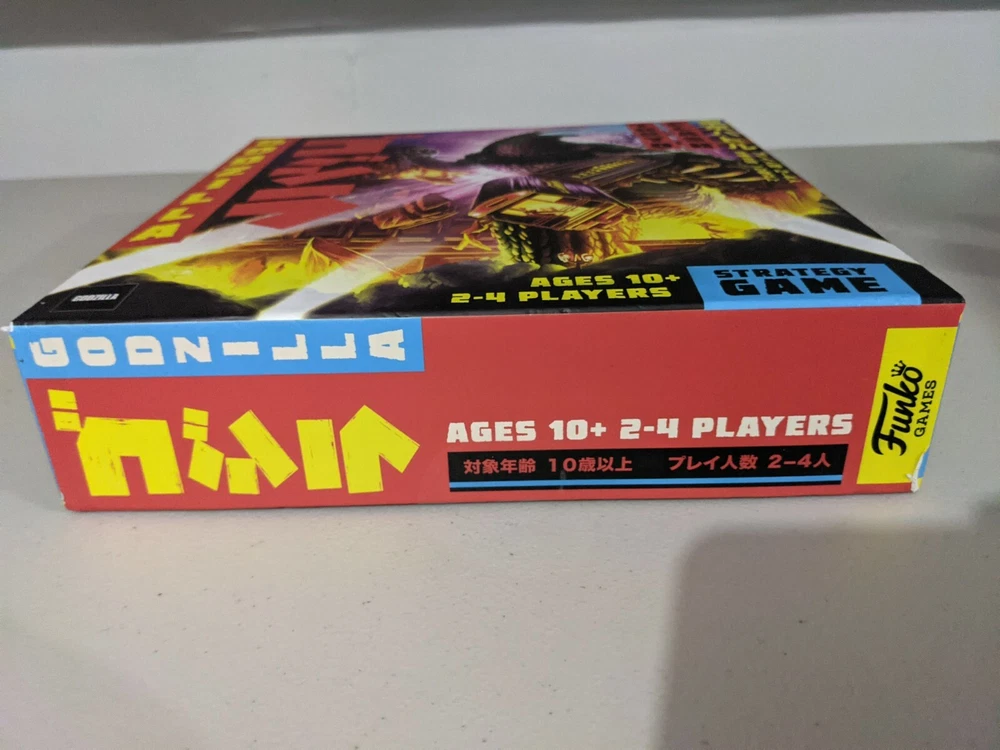 AGES 10+
2-4 PLAYERS
STRATEGY
GAME
GODZILLA
GODZILLA
ゴジラ
AGES 10+ 2-4 PLAYERS
対象年齢 10歳以上 プレイ人数 2-4人
Funko
GAMES